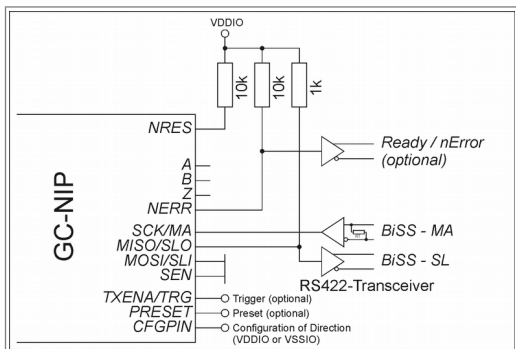 VDDIO
10k
10k
1k
NRES
A
B
Z
NERR
GC-NIP
SCK/MA
MISO/SLO
MOSI/SLI
SEN
TXENA/TRG
PRESET
CFGPIN
Ready / nError
(optional)
BiSS - MA
BiSS - SL
RS422-Transceiver
Trigger (optional)
Preset (optional)
Configuration of Direction
(VDDIO or VSSIO)